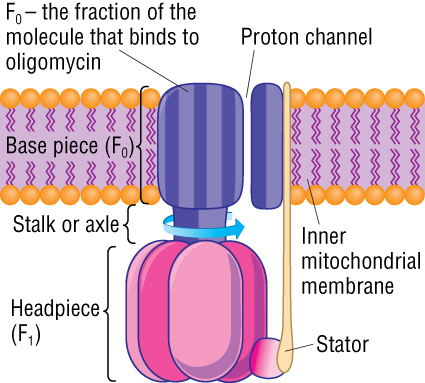 F₀ – the fraction of the
molecule that binds to
oligomycin
Proton channel
Base piece (F₀)
Stalk or axle
Inner
mitochondrial
membrane
Headpiece
(F₁)
Stator